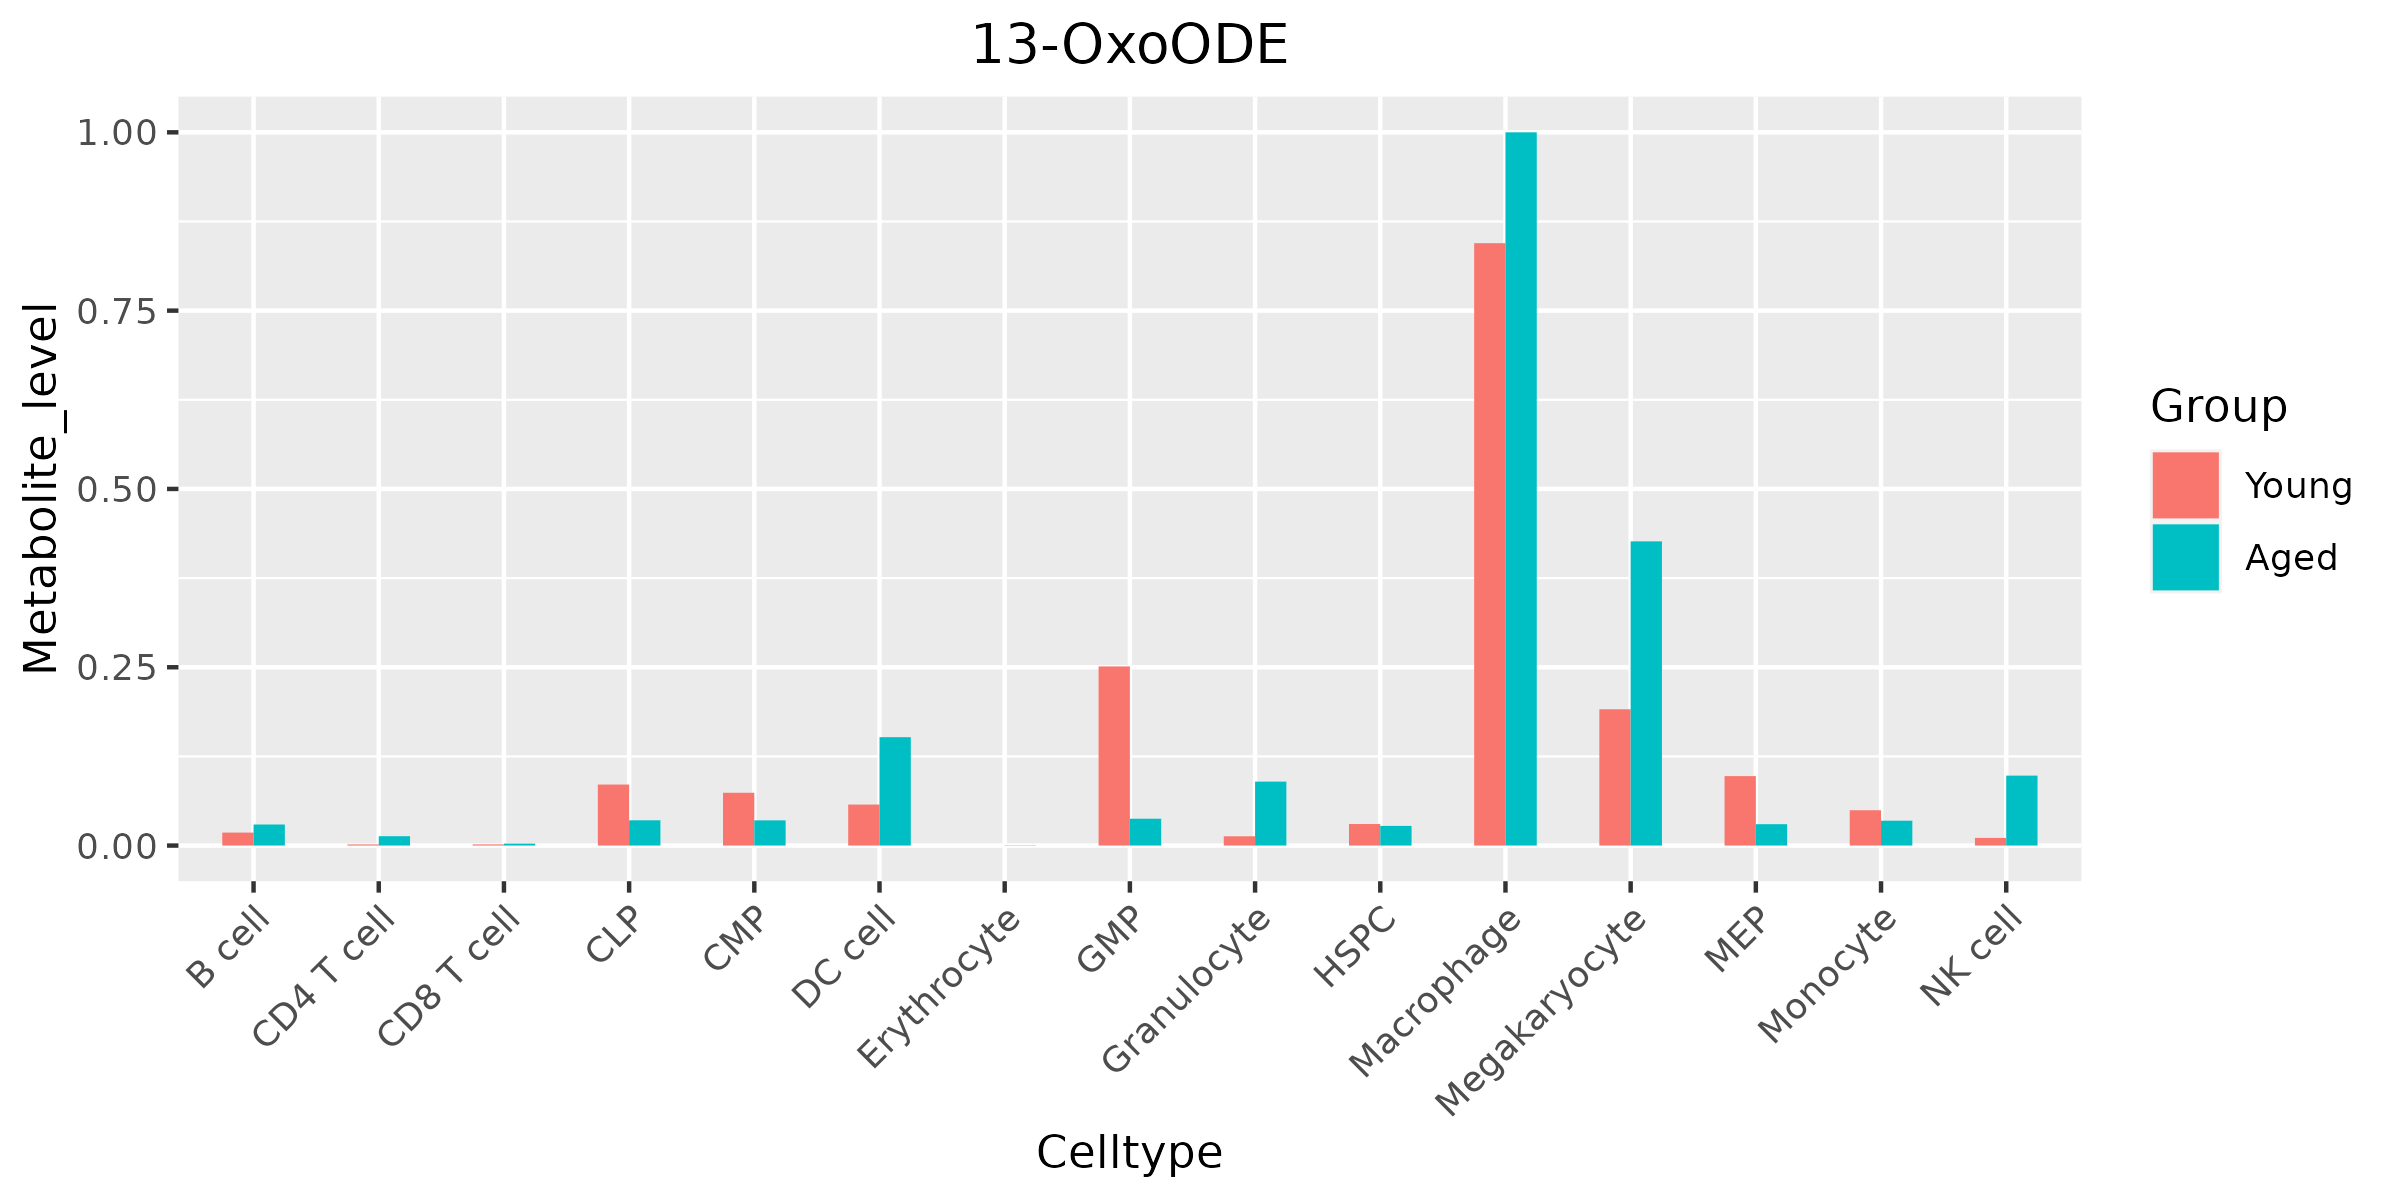 13-OxoODE
Metabolite_level
1.00
0.75
0.50
0.25
0.00
B cell
CD4 T cell
CD8 T cell
CLP
CMP
DC cell
Erythrocyte
GMP
Granulocyte
HSPC
Macrophage
Megakaryocyte
MEP
Monocyte
NK cell
Celltype
Group
Young
Aged